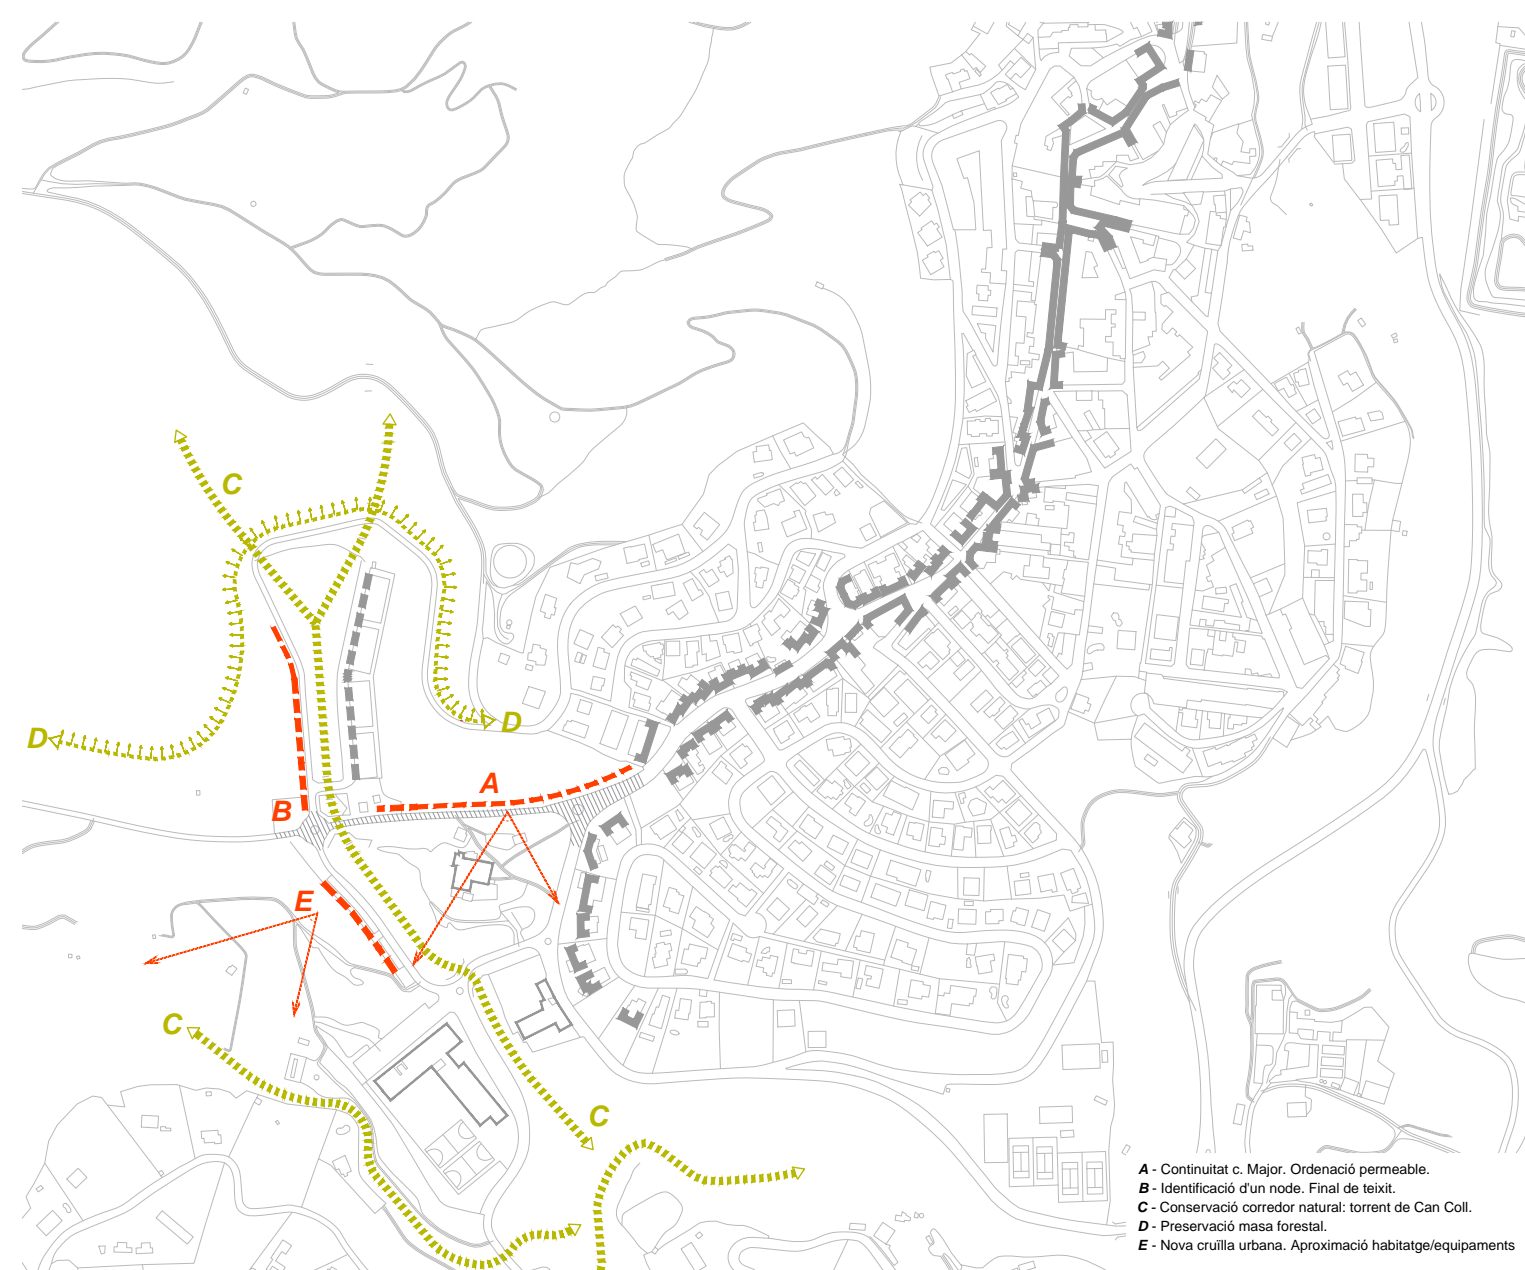 C
D
D
A
B
E
C
C
A - Continuitat c. Major. Ordenació permeable.
B - Identificació d'un node. Final de teixit.
C - Conservació corredor natural: torrent de Can Coll.
D - Preservació masa forestal.
E - Nova cruïlla urbana. Aproximació habitatge/equipaments